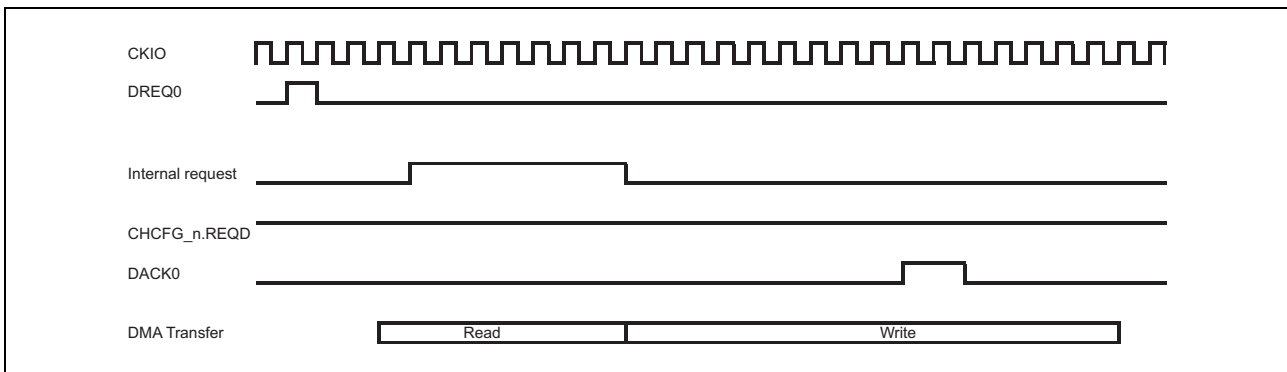 CKIO
DREQ0
Internal request
CHCFG_n.REQD
DACK0
DMA Transfer Read Write